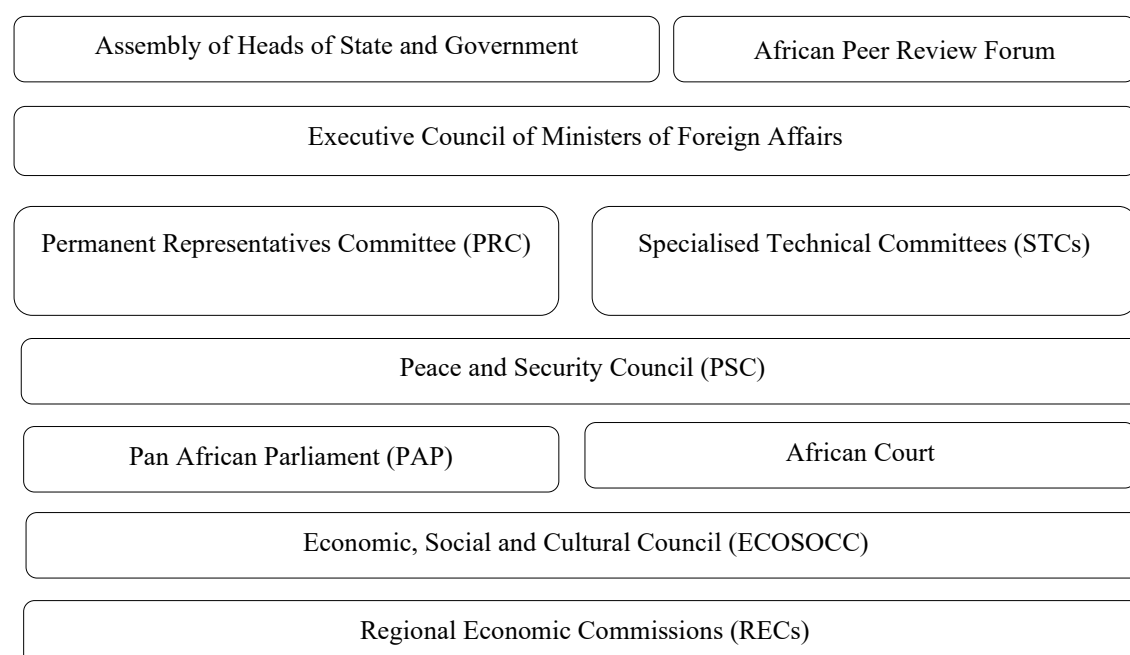 Assembly of Heads of State and Government
African Peer Review Forum
Executive Council of Ministers of Foreign Affairs
Permanent Representatives Committee (PRC)
Specialised Technical Committees (STCs)
Peace and Security Council (PSC)
Pan African Parliament (PAP)
African Court
Economic, Social and Cultural Council (ECOSOCC)
Regional Economic Commissions (RECs)